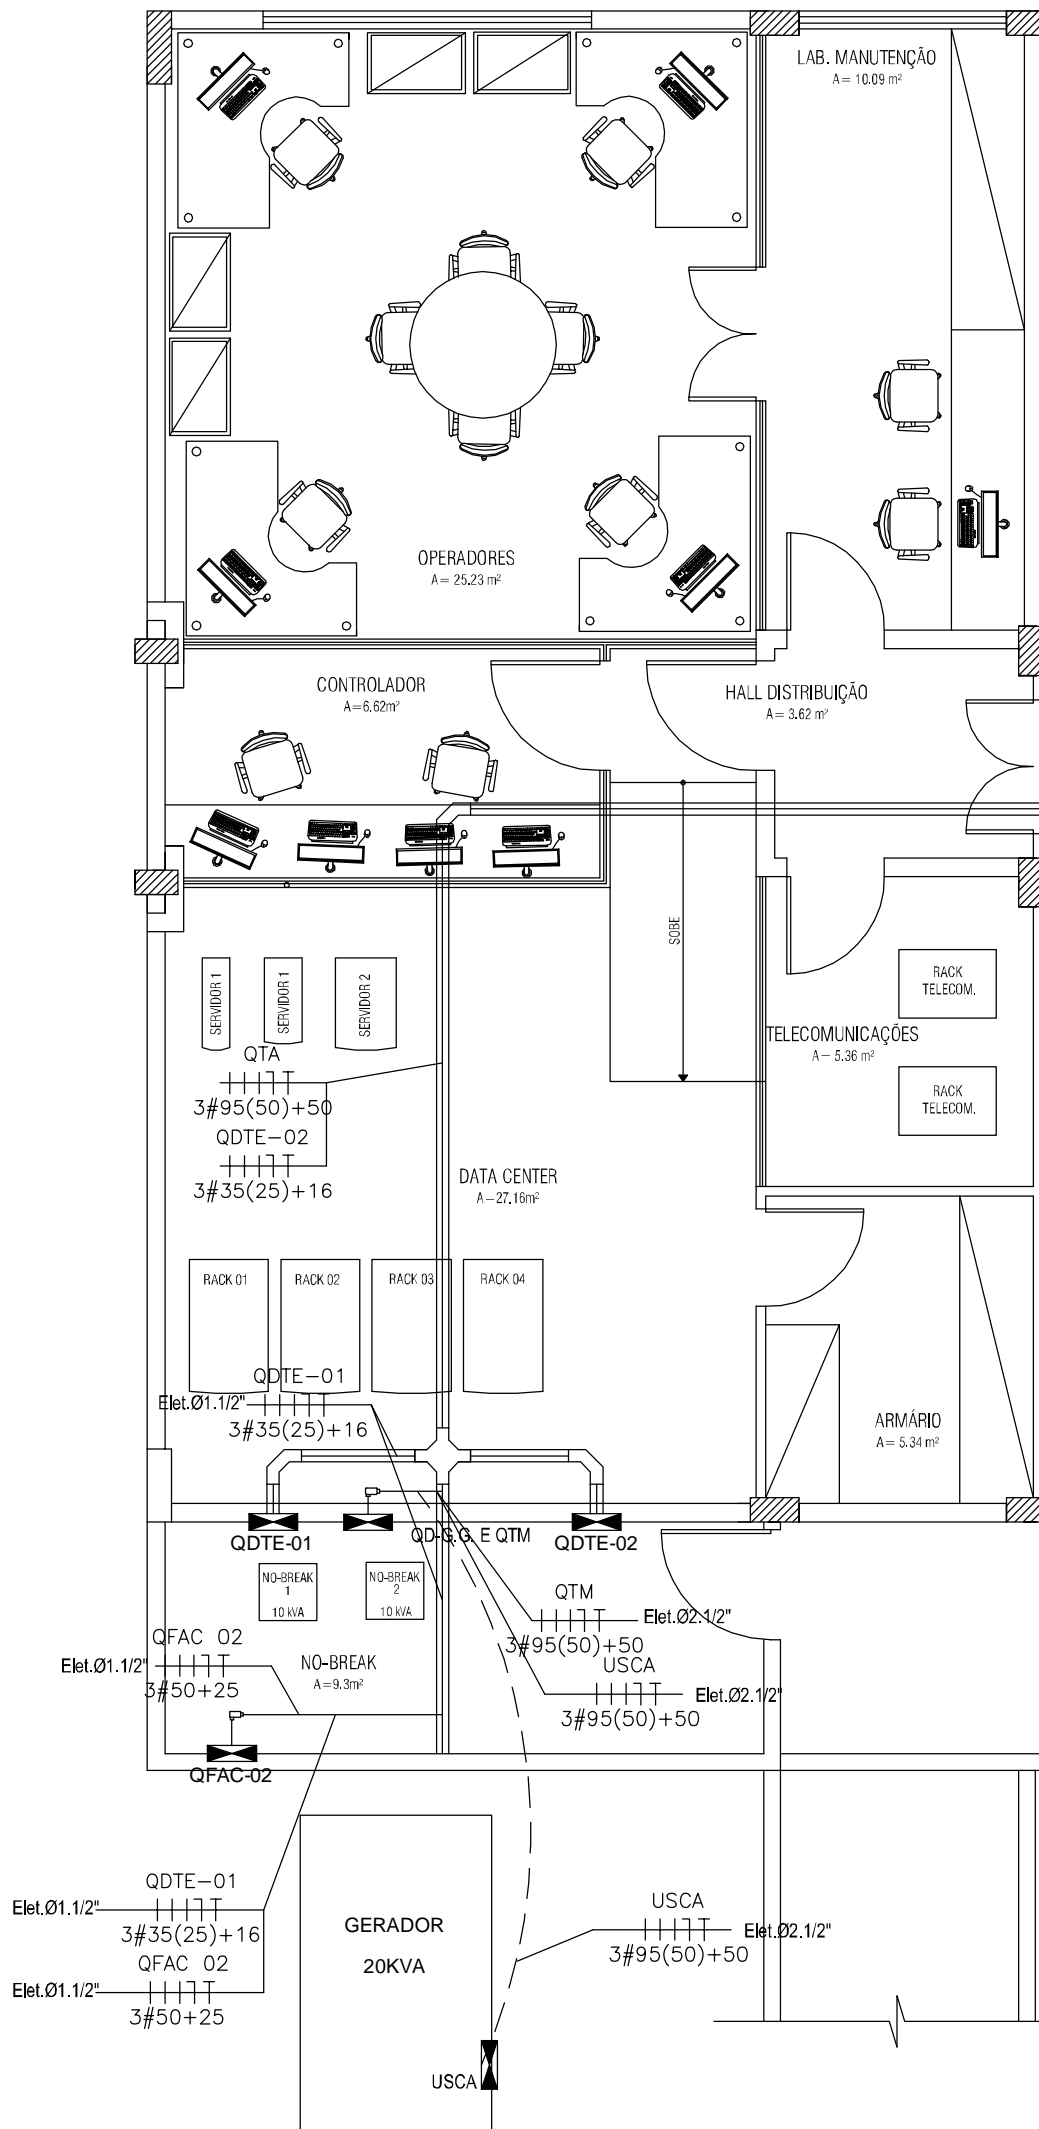 LAB. MANUTENÇÃO
A= 10.09 m²
OPERADORES
A= 25.23 m²
CONTROLADOR
A=6.62m²
HALL DISTRIBUIÇÃO
A= 3.62 m²
SOBE
SERVIDOR 1
SERVIDOR 1
SERVIDOR 2
RACK
TELECOM.
TELECOMUNICAÇÕES
A= 5.36 m²
RACK
TELECOM.
QTA
3#95(50)+50
QDTE-02
3#35(25)+16
DATA CENTER
A=27.16m²
RACK 01
RACK 02
RACK 03
RACK 04
QDTE-01
Elet.Ø1.1/2"
3#35(25)+16
ARMÁRIO
A= 5.34 m²
QDTE-01
QD-G.G. E QTM
QDTE-02
NO-BREAK
1
10 kVA
NO-BREAK
2
10 kVA
QTM
Elet.Ø2.1/2"
3#95(50)+50
USCA
Elet.Ø2.1/2"
3#95(50)+50
QFAC 02
Elet.Ø1.1/2"
3#50+25
NO-BREAK
A=9.3m²
QFAC-02
QDTE-01
Elet.Ø1.1/2"
3#35(25)+16
QFAC 02
Elet.Ø1.1/2"
3#50+25
GERADOR
20KVA
USCA
Elet.Ø2.1/2"
3#95(50)+50
USCA